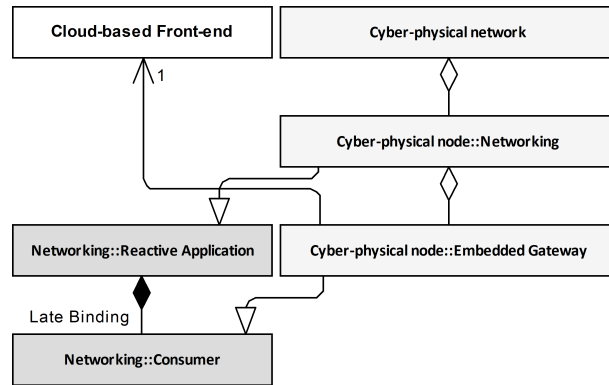 Cloud-based Front-end
Cyber-physical network
1
Cyber-physical node::Networking
Networking::Reactive Application
Cyber-physical node::Embedded Gateway
Late Binding
Networking::Consumer